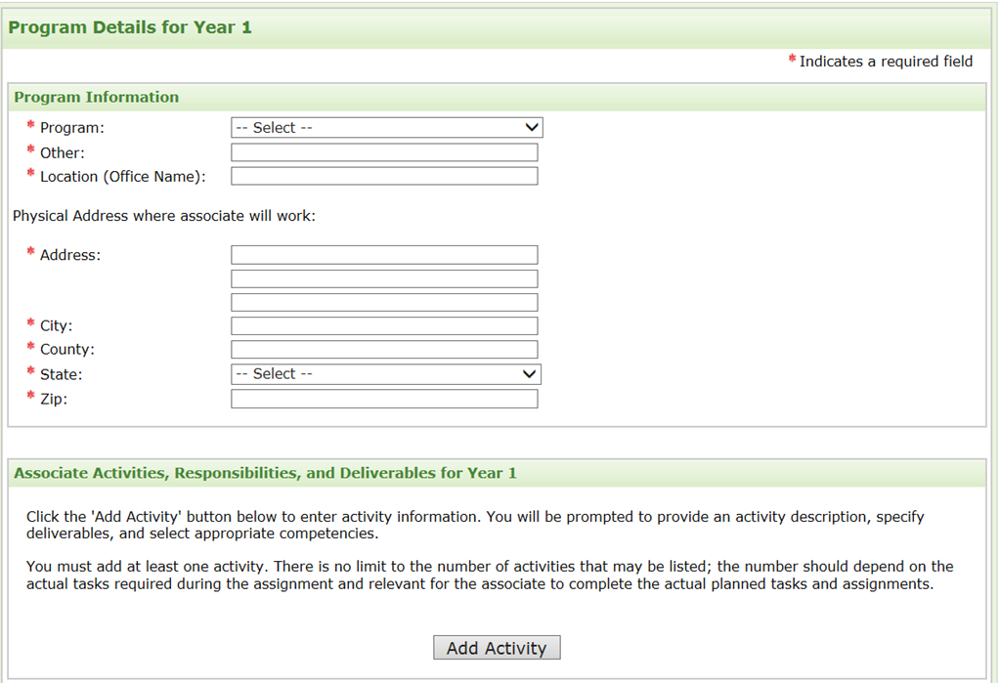 Program Details for Year 1
* Indicates a required field
Program Information
* Program: -- Select --
* Other:
* Location (Office Name):
Physical Address where associate will work:
* Address:
* City:
* County:
* State: -- Select --
* Zip:
Associate Activities, Responsibilities, and Deliverables for Year 1
Click the 'Add Activity' button below to enter activity information. You will be prompted to provide an activity description, specify
deliverables, and select appropriate competencies.
You must add at least one activity. There is no limit to the number of activities that may be listed; the number should depend on the
actual tasks required during the assignment and relevant for the associate to complete the actual planned tasks and assignments.
Add Activity